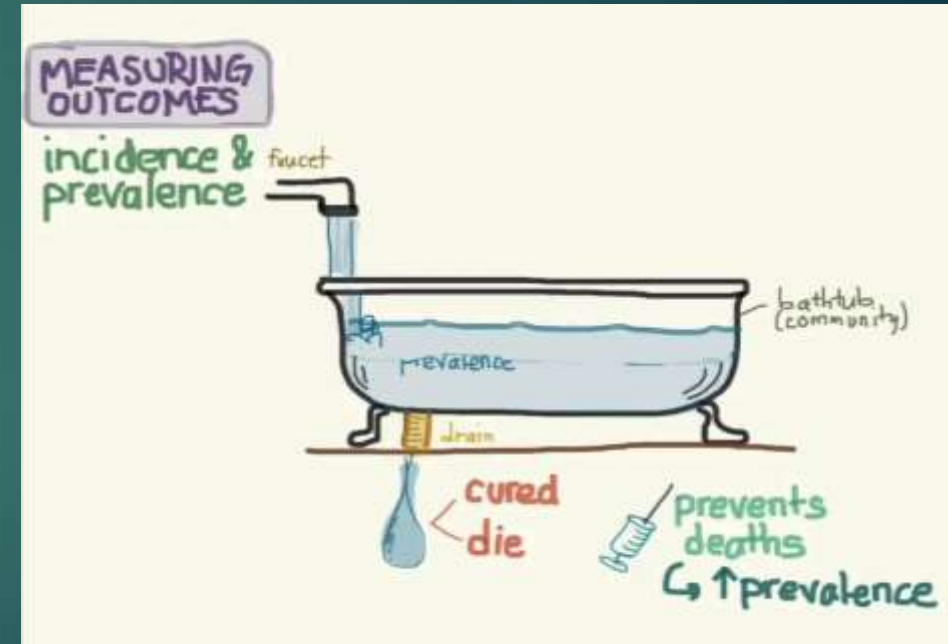 MEASURING
OUTCOMES
incidence &
prevalence
faucet
bathtub
(community)
prevalence
drain
cured
die
prevents
deaths
↳ ↑prevalence